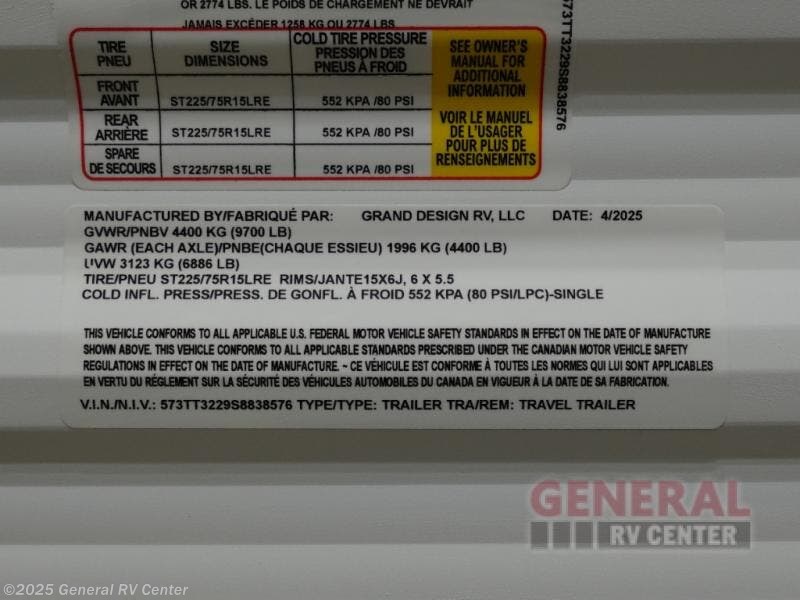 OR 2774 LBS. LE POIDS DE CHARGEMENT NE DEVRAIT
JAMAIS EXCÉDER 1258 KG OU 2774 LBS
TIRE
PNEU
SIZE
DIMENSIONS
COLD TIRE PRESSURE
PRESSION DES
PNEUS À FROID
SEE OWNER'S
MANUAL FOR
ADDITIONAL
INFORMATION
FRONT
AVANT
ST225/75R15LRE
552 KPA /80 PSI
REAR
ARRIÈRE
ST225/75R15LRE
552 KPA /80 PSI
VOIR LE MANUEL
DE L'USAGER
POUR PLUS DE
RENSEIGNEMENTS
SPARE
DE SECOURS
ST225/75R15LRE
552 KPA /80 PSI
573TT3229S8838576
MANUFACTURED BY/FABRIQUÉ PAR: GRAND DESIGN RV, LLC DATE: 4/2025
GVWR/PNBV 4400 KG (9700 LB)
GAWR (EACH AXLE)/PNBE(CHAQUE ESSIEU) 1996 KG (4400 LB)
UVW 3123 KG (6886 LB)
TIRE/PNEU ST225/75R15LRE RIMS/JANTE15X6J, 6 X 5.5
COLD INFL. PRESS/PRESS. DE GONFL. À FROID 552 KPA (80 PSI/LPC)-SINGLE
THIS VEHICLE CONFORMS TO ALL APPLICABLE U.S. FEDERAL MOTOR VEHICLE SAFETY STANDARDS IN EFFECT ON THE DATE OF MANUFACTURE
SHOWN ABOVE. THIS VEHICLE CONFORMS TO ALL APPLICABLE STANDARDS PRESCRIBED UNDER THE CANADIAN MOTOR VEHICLE SAFETY
REGULATIONS IN EFFECT ON THE DATE OF MANUFACTURE. ~ CE VÉHICULE EST CONFORME À TOUTES LES NORMES QUI LUI SONT APPLICABLES
EN VERTU DU RÉGLEMENT SUR LA SÉCURITÉ DES VÉHICULES AUTOMOBILES DU CANADA EN VIGUEUR À LA DATE DE SA FABRICATION.
V.I.N./N.I.V.: 573TT3229S8838576 TYPE/TYPE: TRAILER TRA/REM: TRAVEL TRAILER
GENERAL
RV CENTER
©2025 General RV Center